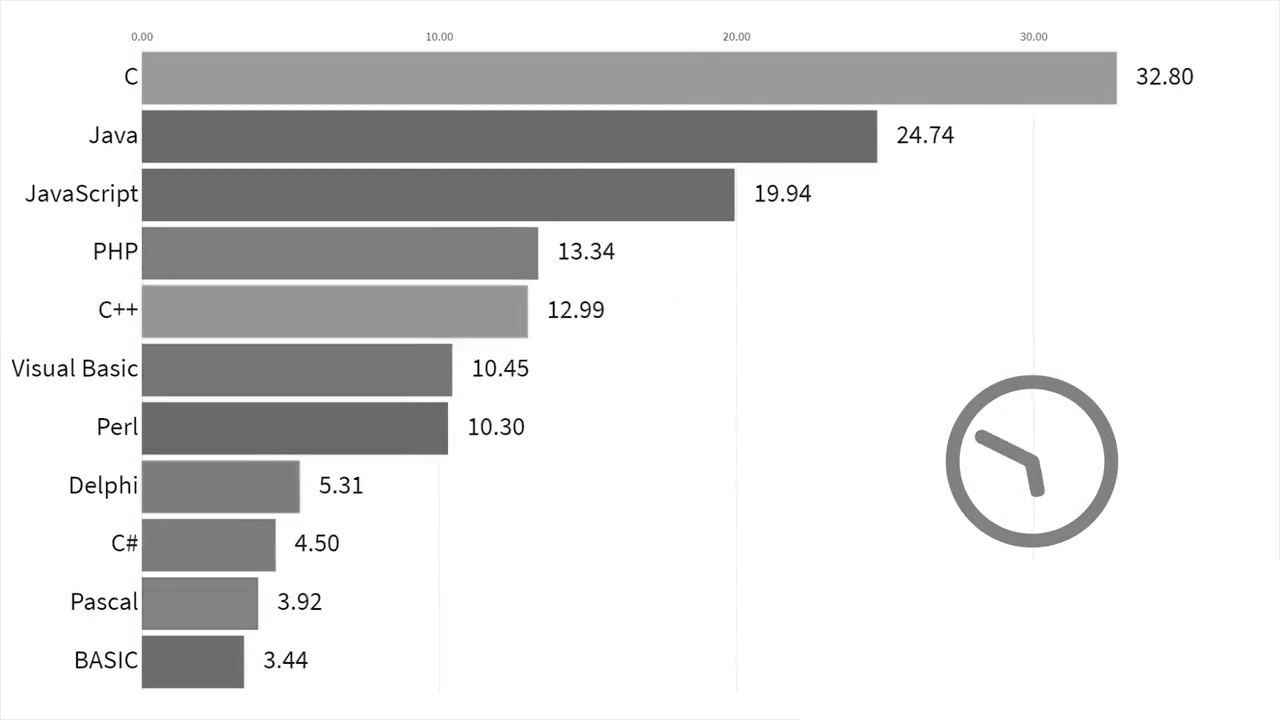 0.00 10.00 20.00 30.00
C 32.80
Java 24.74
JavaScript 19.94
PHP 13.34
C++ 12.99
Visual Basic 10.45
Perl 10.30
Delphi 5.31
C# 4.50
Pascal 3.92
BASIC 3.44